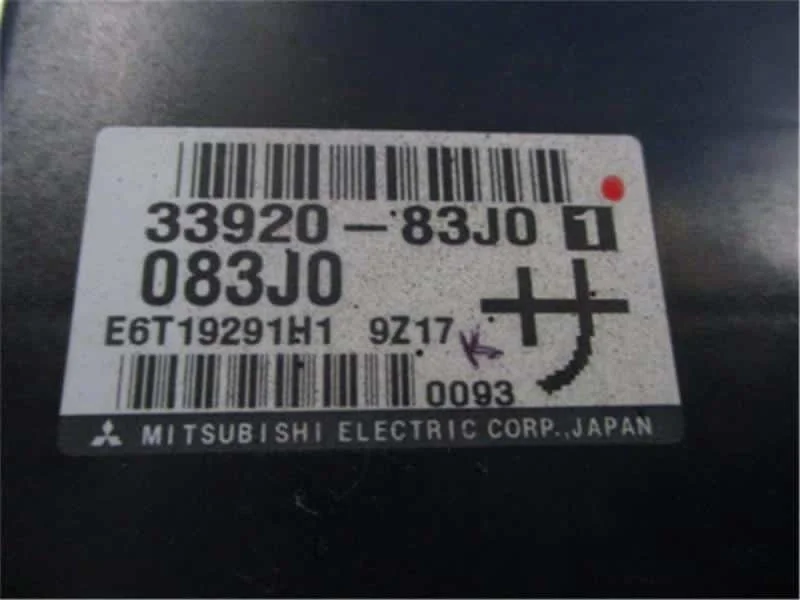 33920-83J0 1
083J0
サ
E6T19291H1 9Z17
K
0093
MITSUBISHI ELECTRIC CORP.,JAPAN